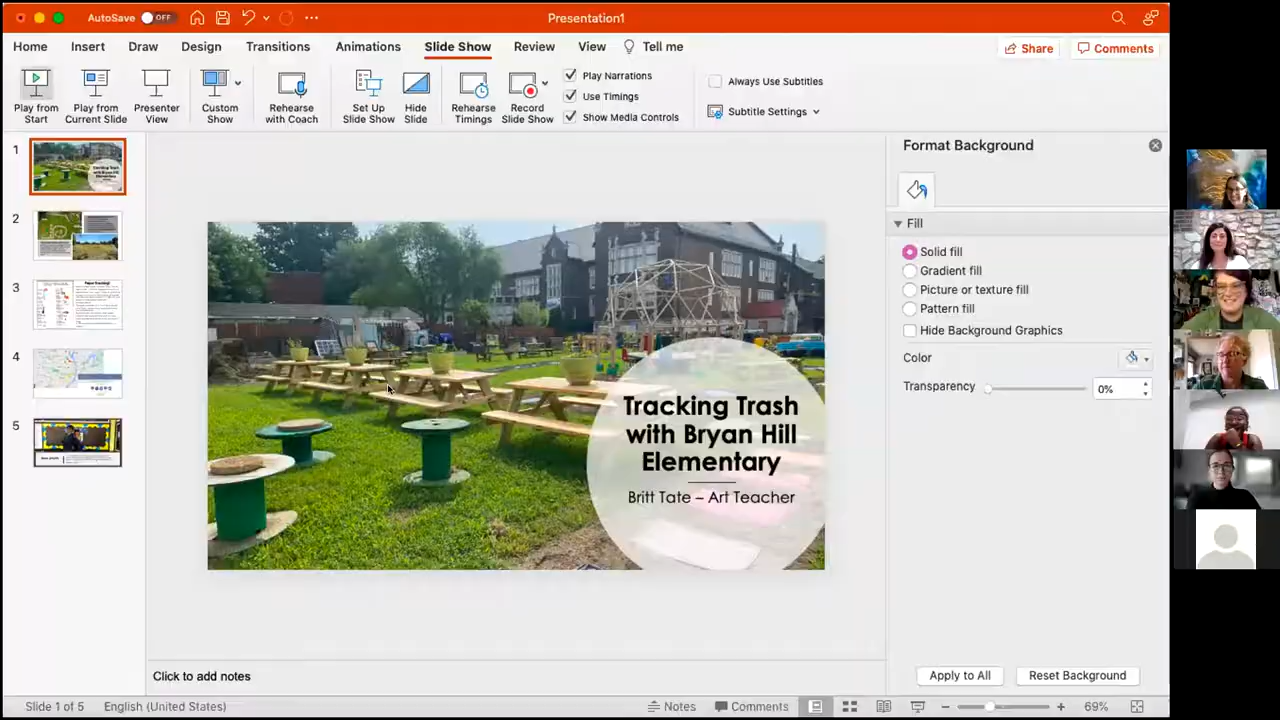 AutoSave OFF
Presentation1
Home Insert Draw Design Transitions Animations Slide Show Review View Tell me
Share Comments
Play from Start
Play from Current Slide
Presenter View
Custom Show
Rehearse with Coach
Set Up Slide Show
Hide Slide
Rehearse Timings
Record Slide Show
Play Narrations
Use Timings
Show Media Controls
Always Use Subtitles
Subtitle Settings
1
2
3
4
5
Tracking Trash
with Bryan Hill
Elementary
Britt Tate – Art Teacher
Format Background
Fill
Solid fill
Gradient fill
Picture or texture fill
Pattern fill
Hide Background Graphics
Color
Transparency 0%
Apply to All Reset Background
Click to add notes
Slide 1 of 5 English (United States) Notes Comments 69%